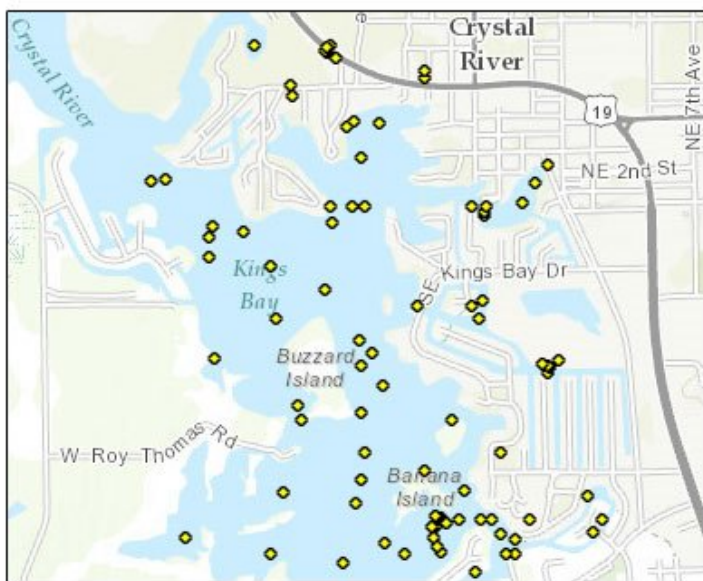 Crystal
River
Crystal River
19
NE 7th Ave
NE 2nd St
Kings
Bay
SE Kings Bay Dr
Buzzard
Island
W Roy Thomas Rd
Banana
Island
e